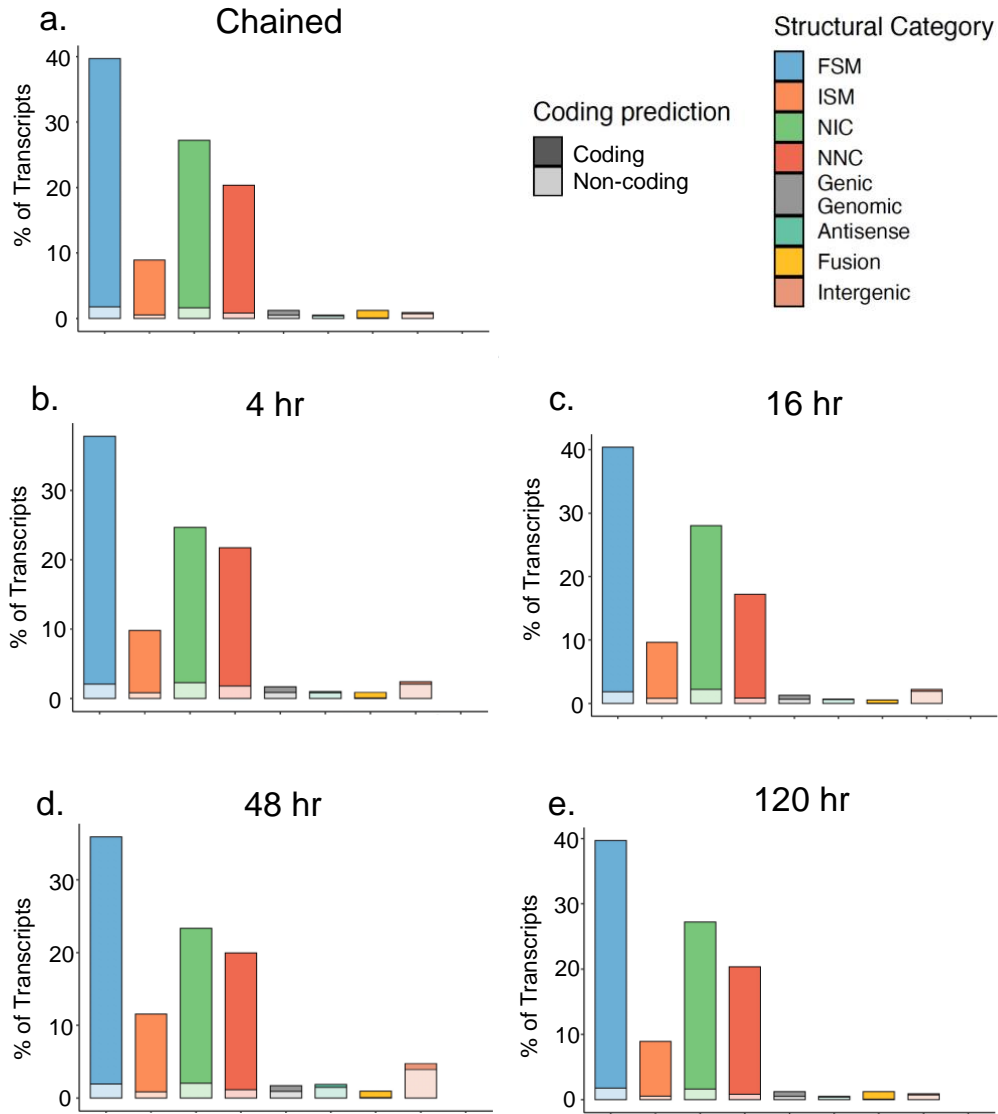 a.
Chained
% of Transcripts
40
30
20
10
0
Coding prediction
Coding
Non-coding
Structural Category
FSM
ISM
NIC
NNC
Genic
Genomic
Antisense
Fusion
Intergenic
b.
4 hr
% of Transcripts
30
20
10
0
c.
16 hr
% of Transcripts
40
30
20
10
0
d.
48 hr
% of Transcripts
30
20
10
0
e.
120 hr
% of Transcripts
40
30
20
10
0